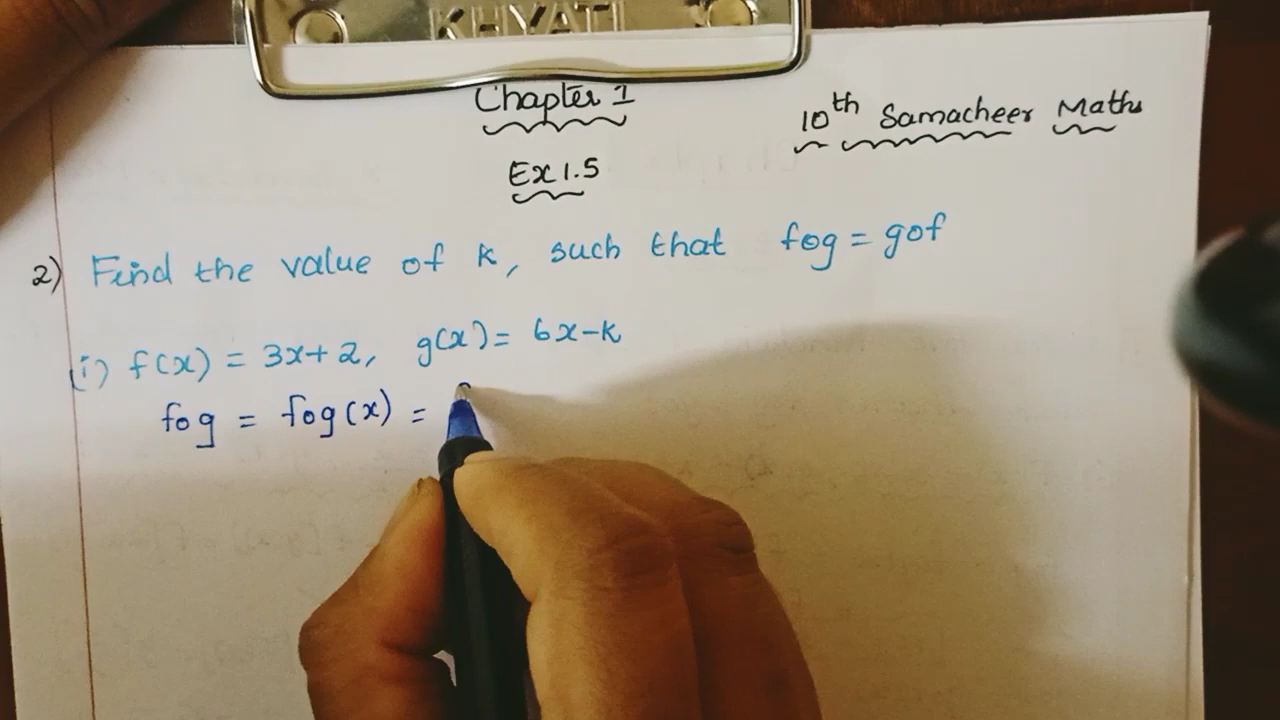 KHYATI
Chapter 1
10th Samacheer Maths
Ex 1.5
2) Find the value of k, such that fog = gof
(i) f(x) = 3x+2, g(x) = 6x-k
fog = fog(x) =